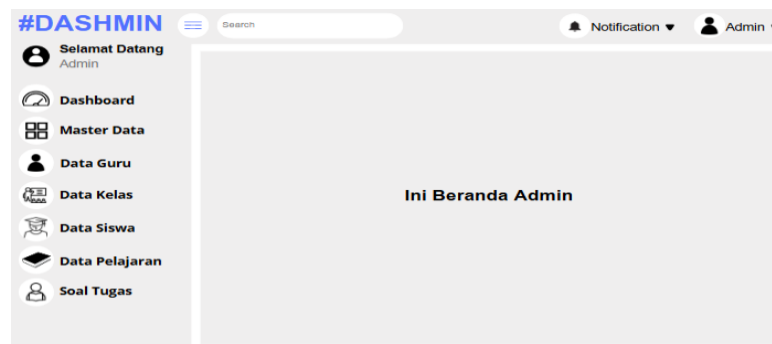 #DASHMIN
Search
Notification
Admin
Selamat Datang
Admin
Dashboard
Master Data
Data Guru
Data Kelas
Data Siswa
Data Pelajaran
Soal Tugas
Ini Beranda Admin